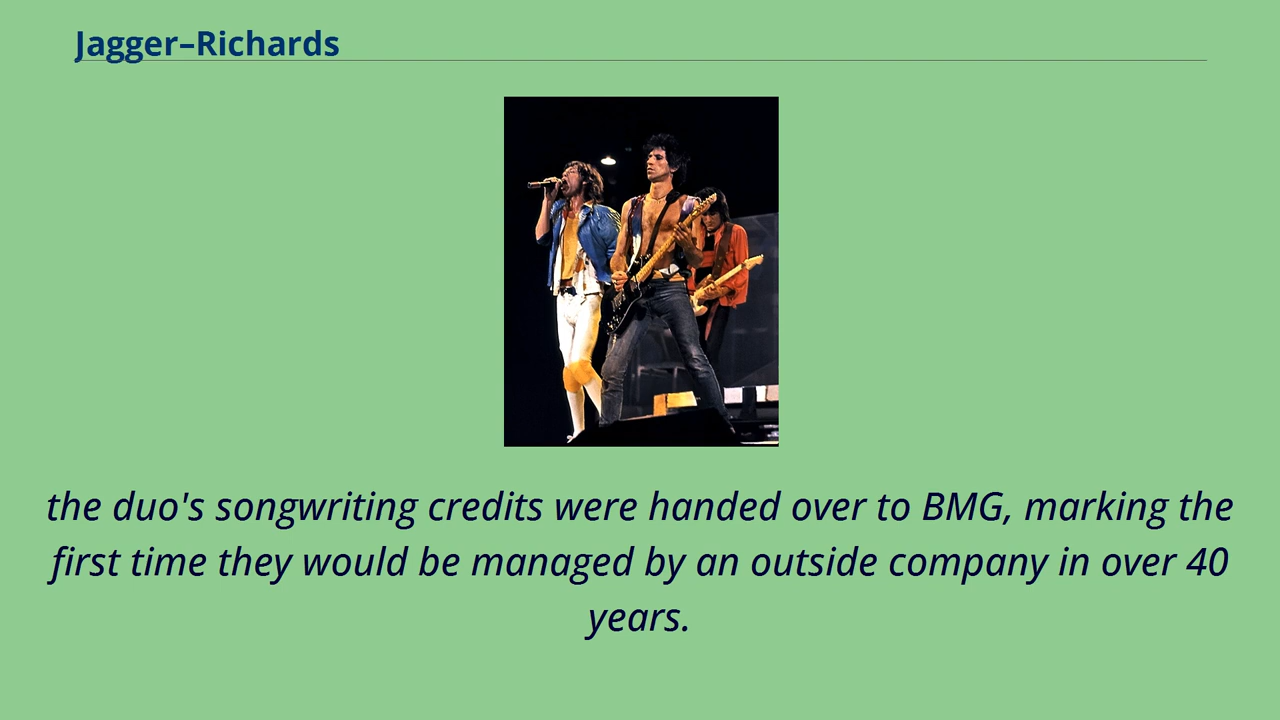 Jagger–Richards
the duo's songwriting credits were handed over to BMG, marking the
first time they would be managed by an outside company in over 40
years.